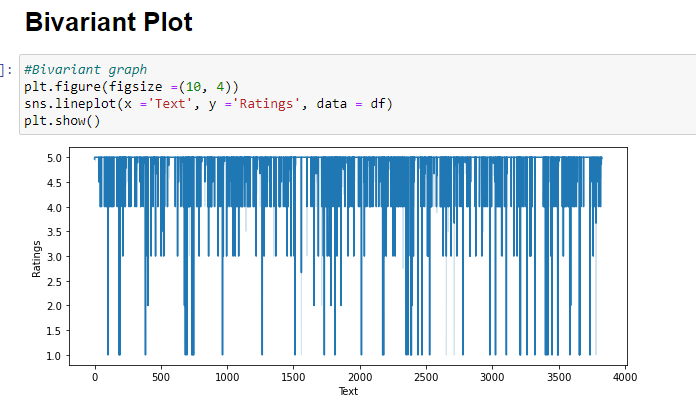 Bivariant Plot
]: #Bivariant graph
plt.figure(figsize =(10, 4))
sns.lineplot(x ='Text', y ='Ratings', data = df)
plt.show()
5.0
4.5
4.0
3.5
3.0
2.5
2.0
1.5
1.0
Ratings
0 500 1000 1500 2000 2500 3000 3500 4000
Text